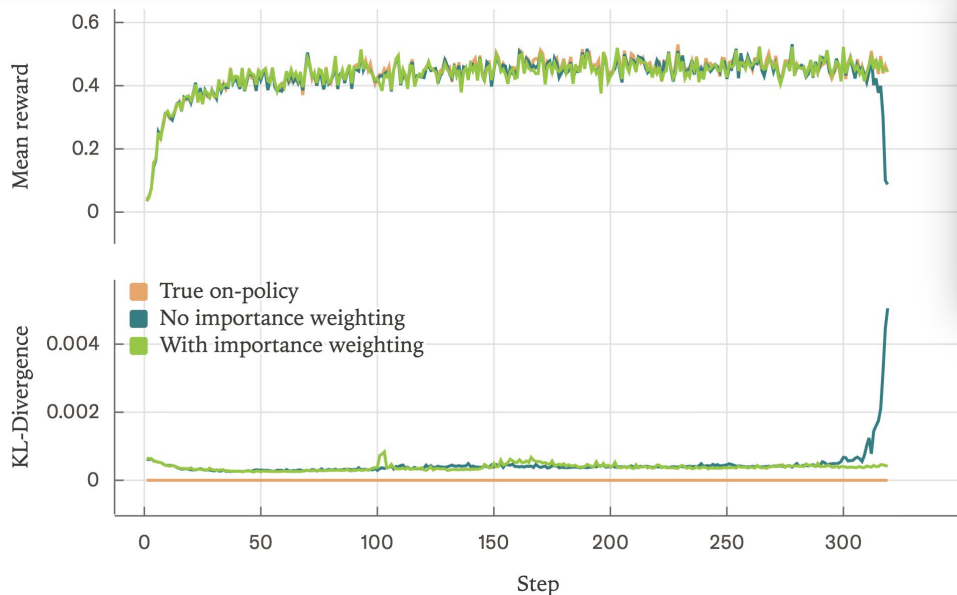 0.6
0.4
0.2
0
Mean reward
True on-policy
No importance weighting
With importance weighting
0.004
0.002
0
KL-Divergence
0 50 100 150 200 250 300
Step